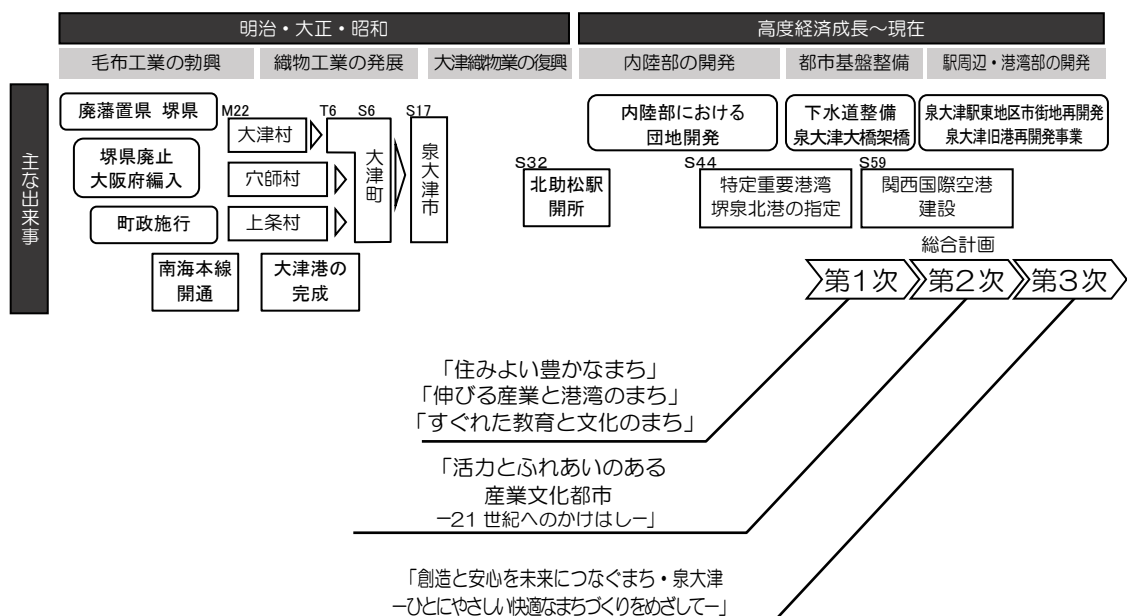 明治・大正・昭和
高度経済成長～現在
毛布工業の勃興
織物工業の発展
大津織物業の復興
内陸部の開発
都市基盤整備
駅周辺・港湾部の開発
主な出来事
廃藩置県 堺県
堺県廃止
大阪府編入
町政施行
南海本線
開通
M22
大津村
穴師村
上条村
大津港の
完成
T6
S6
大津町
S17
泉大津市
S32
北助松駅
開所
内陸部における
団地開発
S44
特定重要港湾
堺泉北港の指定
下水道整備
泉大津大橋架橋
S59
関西国際空港
建設
泉大津駅東地区市街地再開発
泉大津旧港再開発事業
総合計画
第1次
第2次
第3次
「住みよい豊かなまち」
「伸びる産業と港湾のまち」
「すぐれた教育と文化のまち」
「活力とふれあいのある
産業文化都市
−21 世紀へのかけはし−」
「創造と安心を未来につなぐまち・泉大津
−ひとにやさしい快適なまちづくりをめざして−」